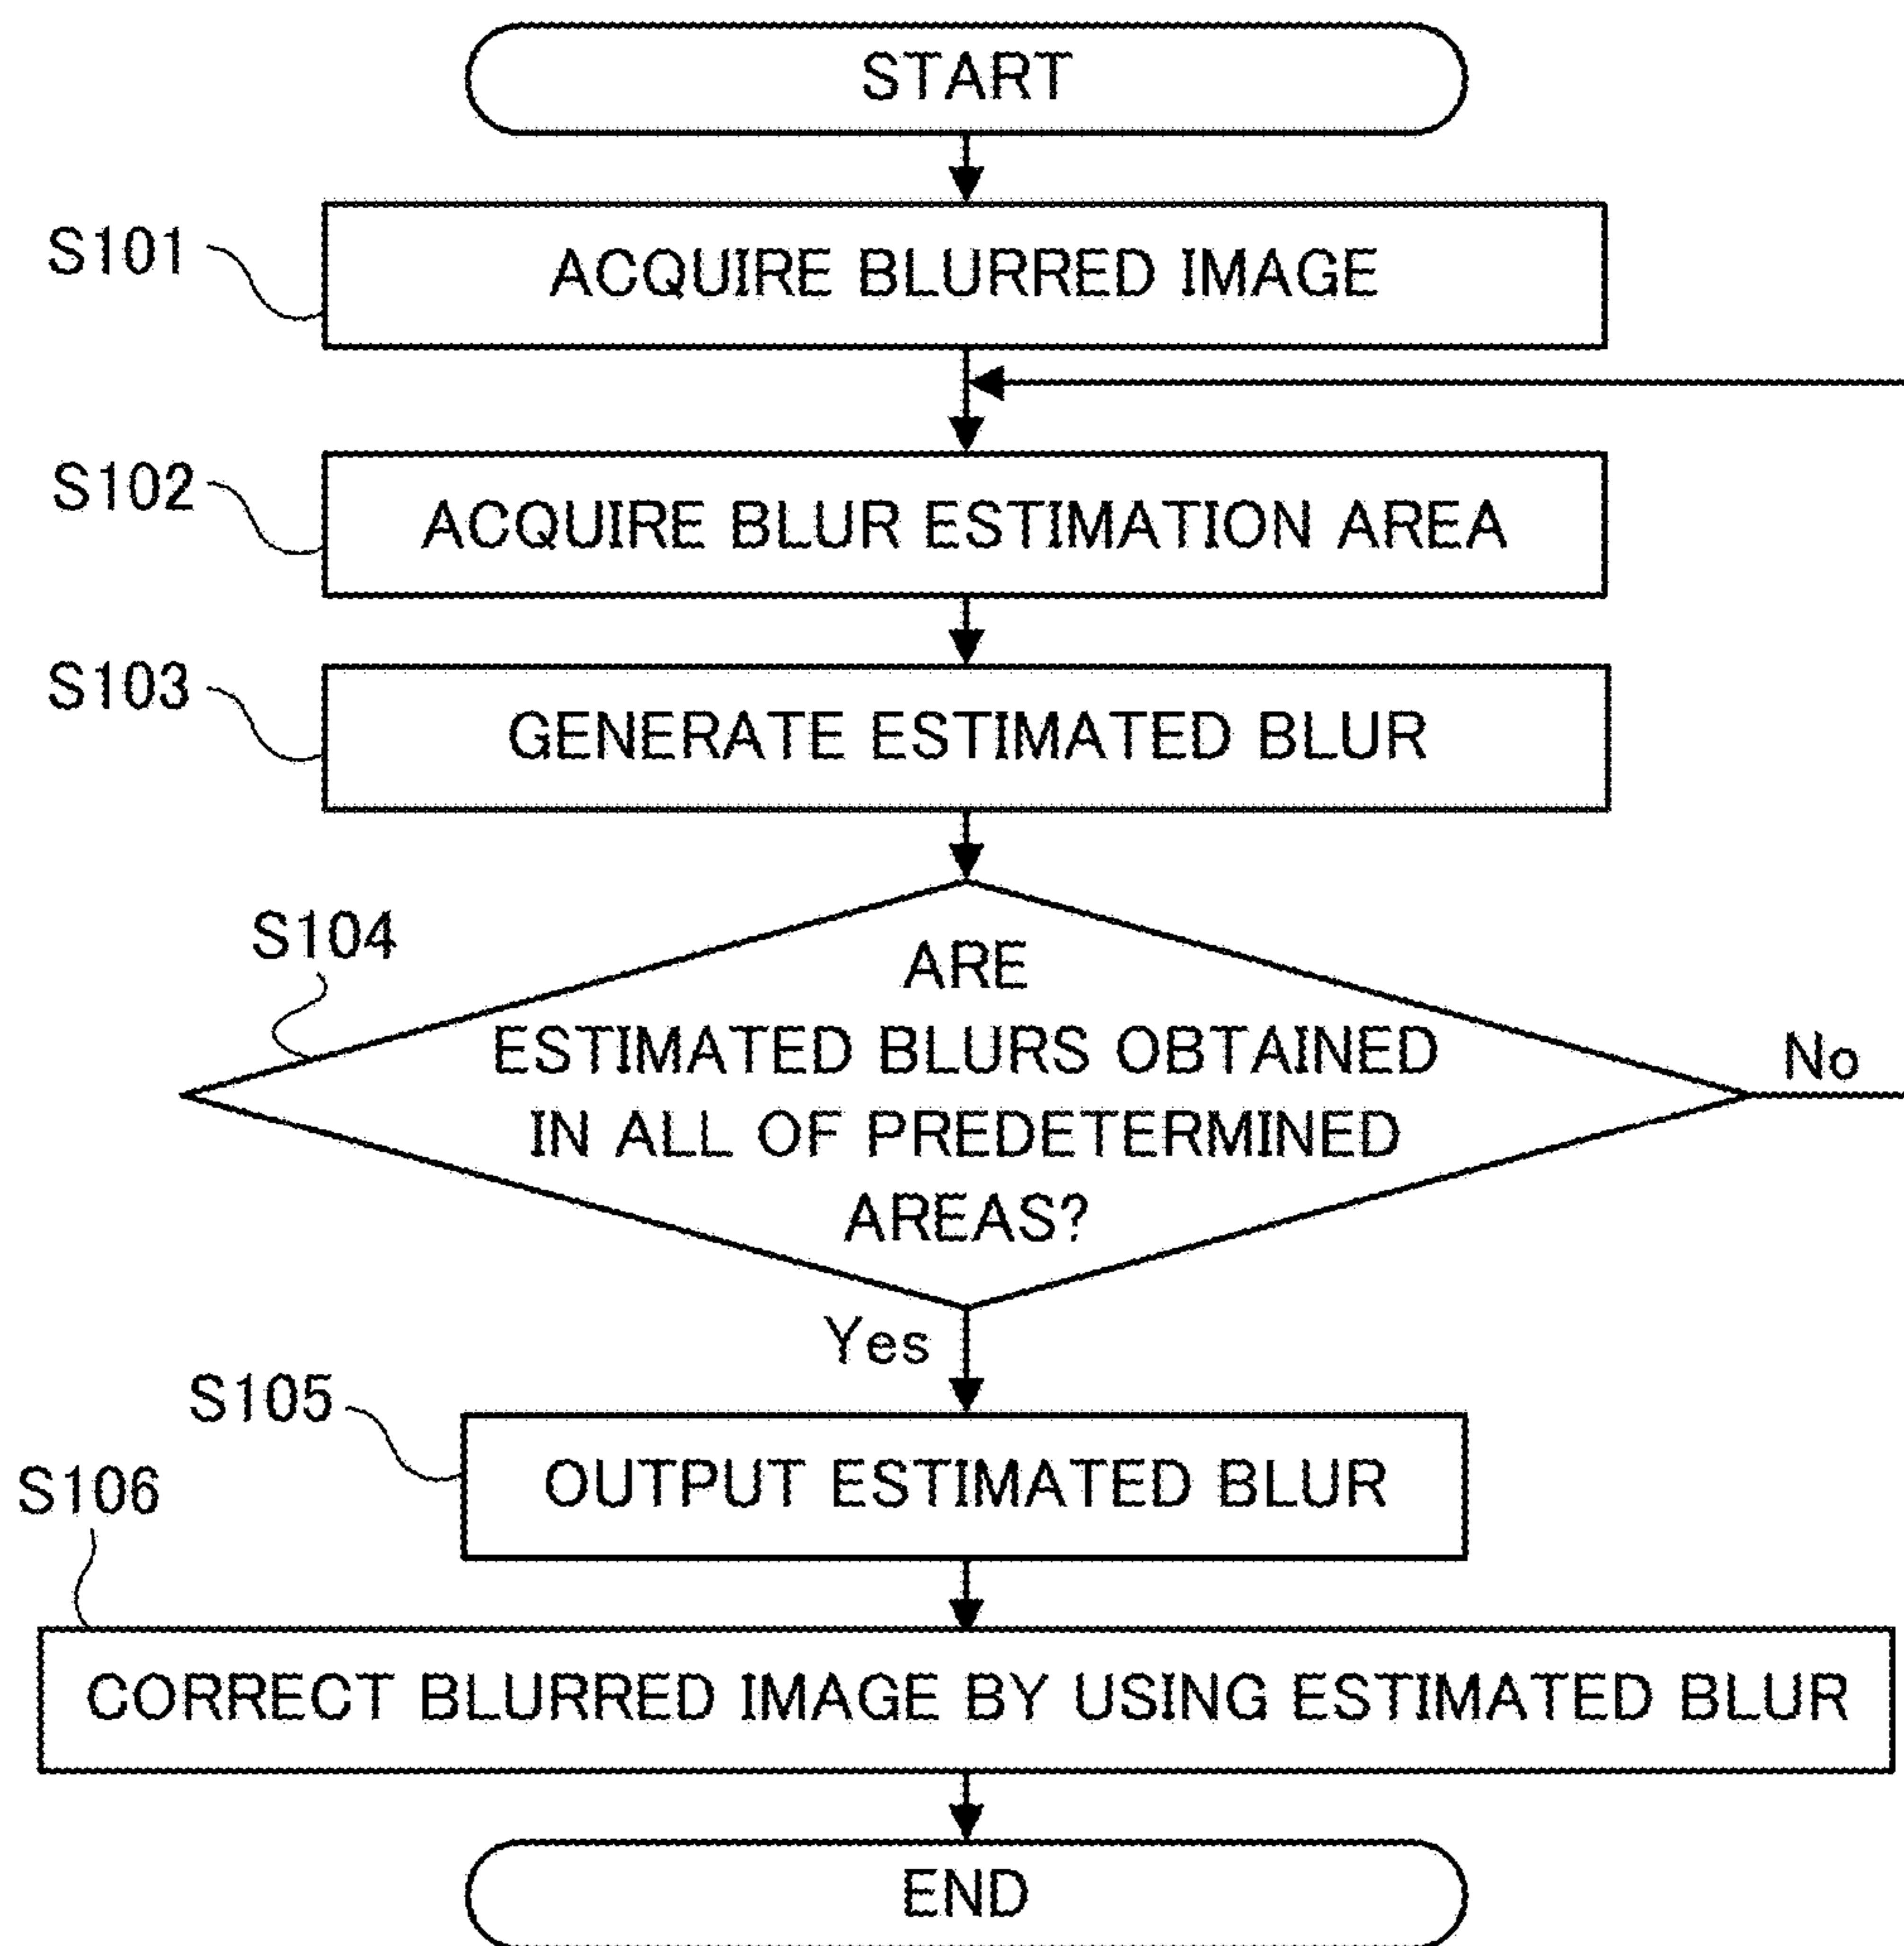 START
S101
ACQUIRE BLURRED IMAGE
S102
ACQUIRE BLUR ESTIMATION AREA
S103
GENERATE ESTIMATED BLUR
S104
ARE
ESTIMATED BLURS OBTAINED
IN ALL OF PREDETERMINED
AREAS?
No
Yes
S105
OUTPUT ESTIMATED BLUR
S106
CORRECT BLURRED IMAGE BY USING ESTIMATED BLUR
END